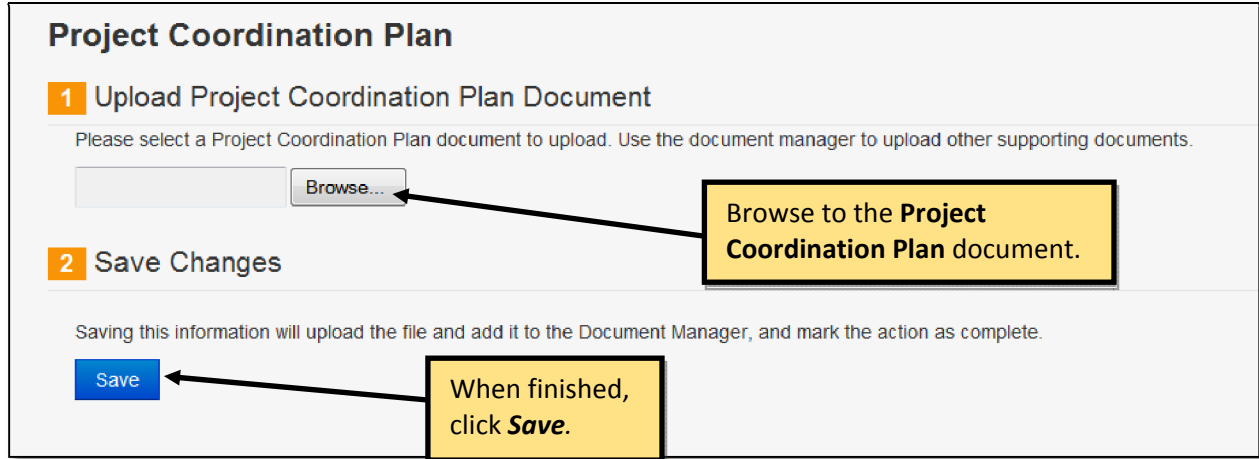 Project Coordination Plan
1 Upload Project Coordination Plan Document
Please select a Project Coordination Plan document to upload. Use the document manager to upload other supporting documents.
Browse...
Browse to the Project
Coordination Plan document.
2 Save Changes
Saving this information will upload the file and add it to the Document Manager, and mark the action as complete.
Save
When finished,
click Save.